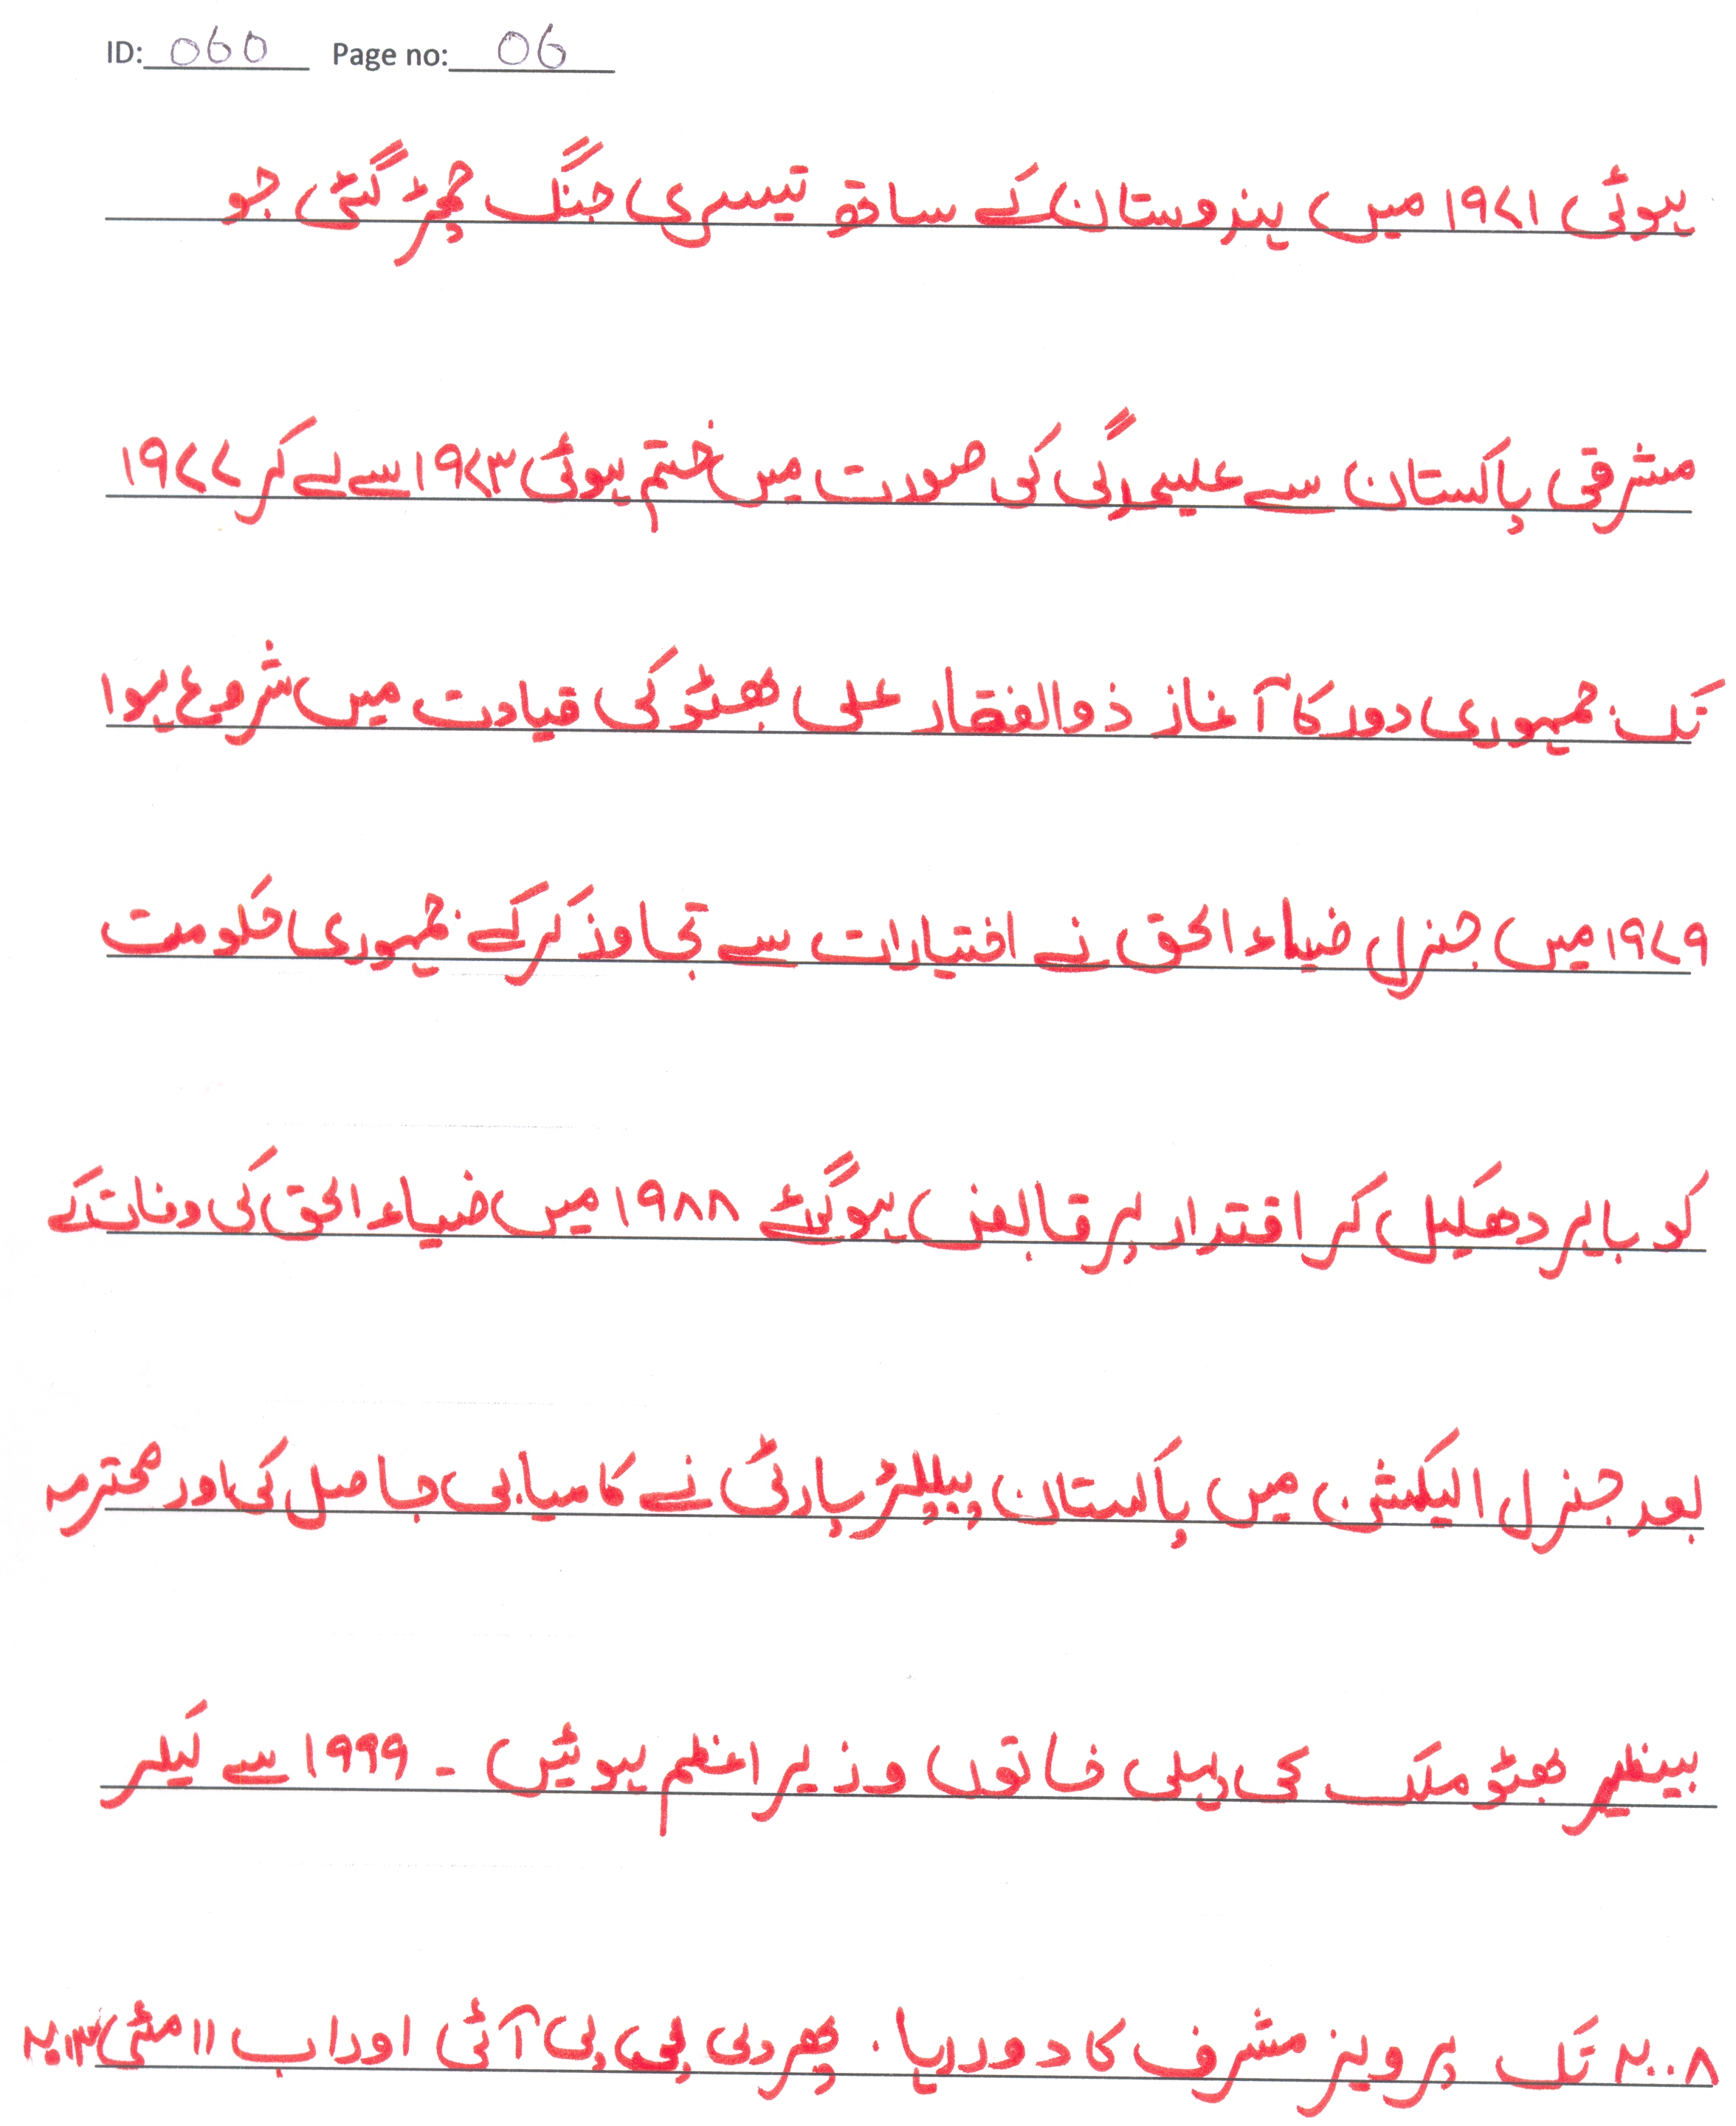 ID: 060 Page no: 06
ہوئی ۱۹۷۱ میں ہندوستان کے ساتھ تیسری جنگ چھڑ گئی جو
مشرقی پاکستان سے علیحدگی کی صورت میں ختم ہوئی ۱۹۷۳ سے لے کر ۱۹۷۷
تک جمہوری دور کا آغاز ذوالفقار علی بھٹو کی قیادت میں شروع ہوا
۱۹۷۹ میں جنرل ضیاء الحق نے اختیارات سے تجاوز کر کے جمہوری حکومت
کو باہر دھکیل کر اقتدار پر قابض ہو گئے ۱۹۸۸ میں ضیاء الحق کی وفات کے
بعد جنرل الیکشن میں پاکستان پیپلز پارٹی نے کامیابی حاصل کی اور محترمہ
بینظیر بھٹو ملک کی پہلی خاتون وزیر اعظم ہوئیں ۔ ۱۹۹۹ سے لیکر
۲۰۰۸ تک پرویز مشرف کا دور رہا . پھر دی پی پی آئی اور اب ۱۱ مئی ۲۰۱۳